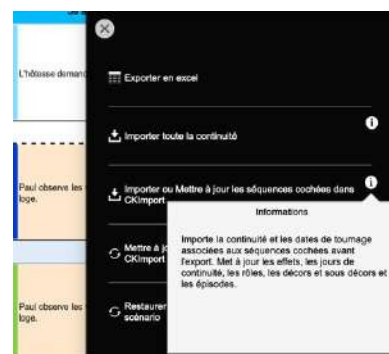 L'hôtesse demand
Exporter en excel
Importer toute la continuité
Paul observe les
loge.
Importer ou Mettre à jour les séquences cochées dans
CKImport
Informations
Importe la continuité et les dates de tournage
associées aux séquences cochées avant
l'export. Met à jour les effets, les jours de
continuité, les rôles, les décors et sous décors et
les épisodes.
Mettre à jo
CKImport
Paul observe les
loge.
Restaurer
scénario